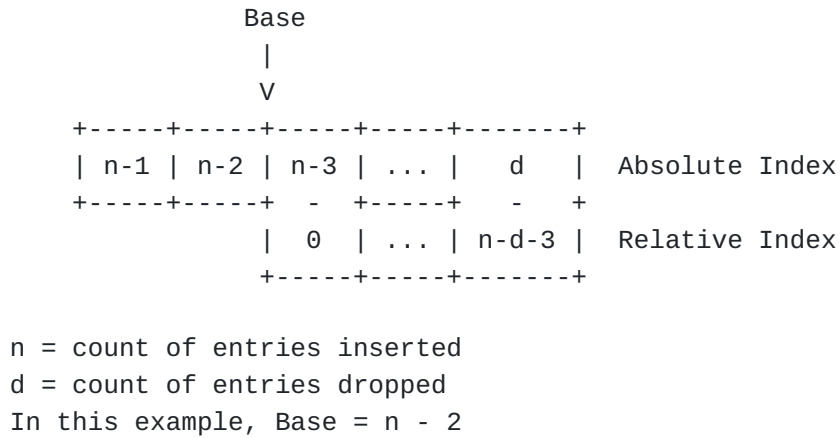 Base
                |
                V
    +-----+-----+-----+-----+-------+
    | n-1 | n-2 | n-3 | ... |   d   |  Absolute Index
    +-----+-----+  -  +-----+   -   +
                |  0  | ... | n-d-3 |  Relative Index
                +-----+-----+-------+
n = count of entries inserted
d = count of entries dropped
In this example, Base = n - 2